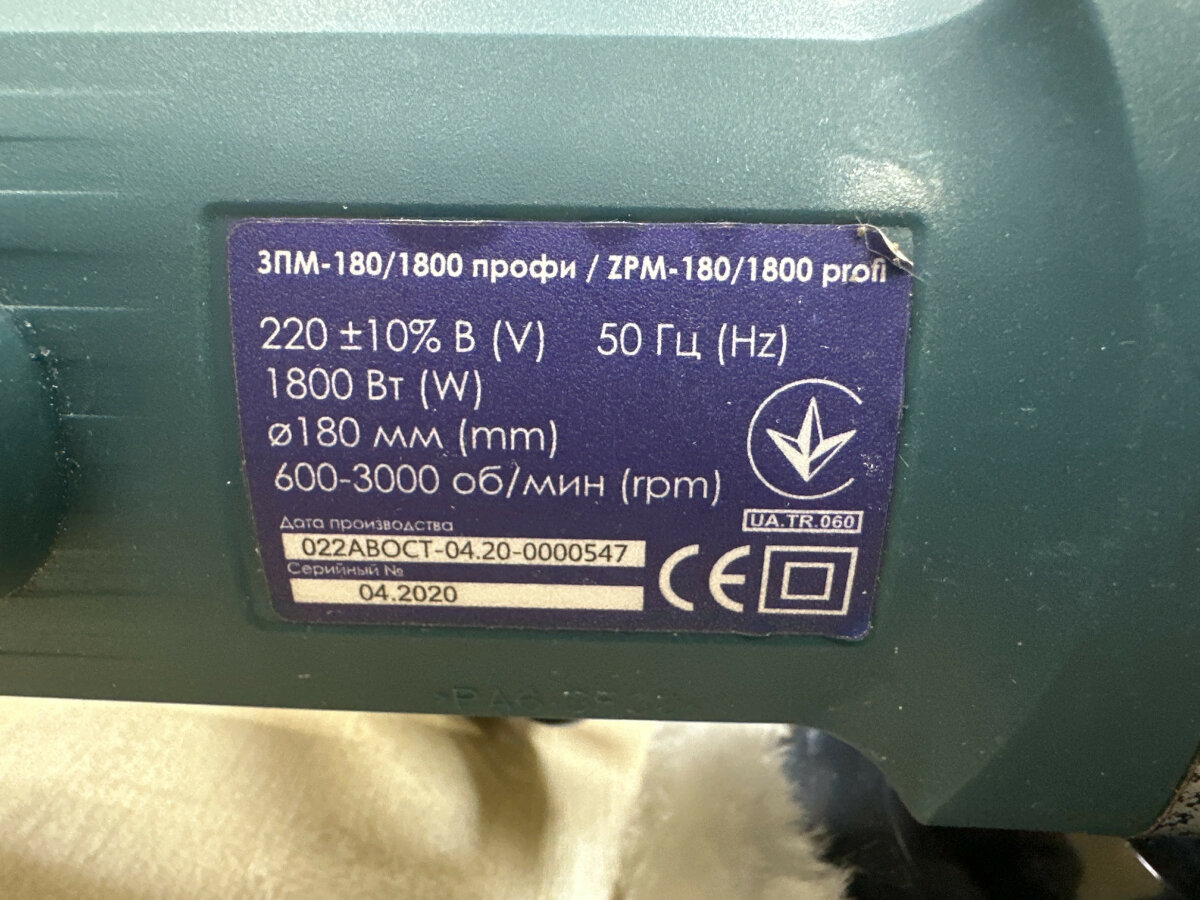 ЗПМ-180/1800 профи / ZPM-180/1800 profi
220 ±10% В (V) 50 Гц (Hz)
1800 Вт (W)
ø180 мм (mm)
600-3000 об/мин (rpm)
UA.TR.060
Дата производства
022АВОСТ-04.20-0000547
Серийный №
04.2020
CE